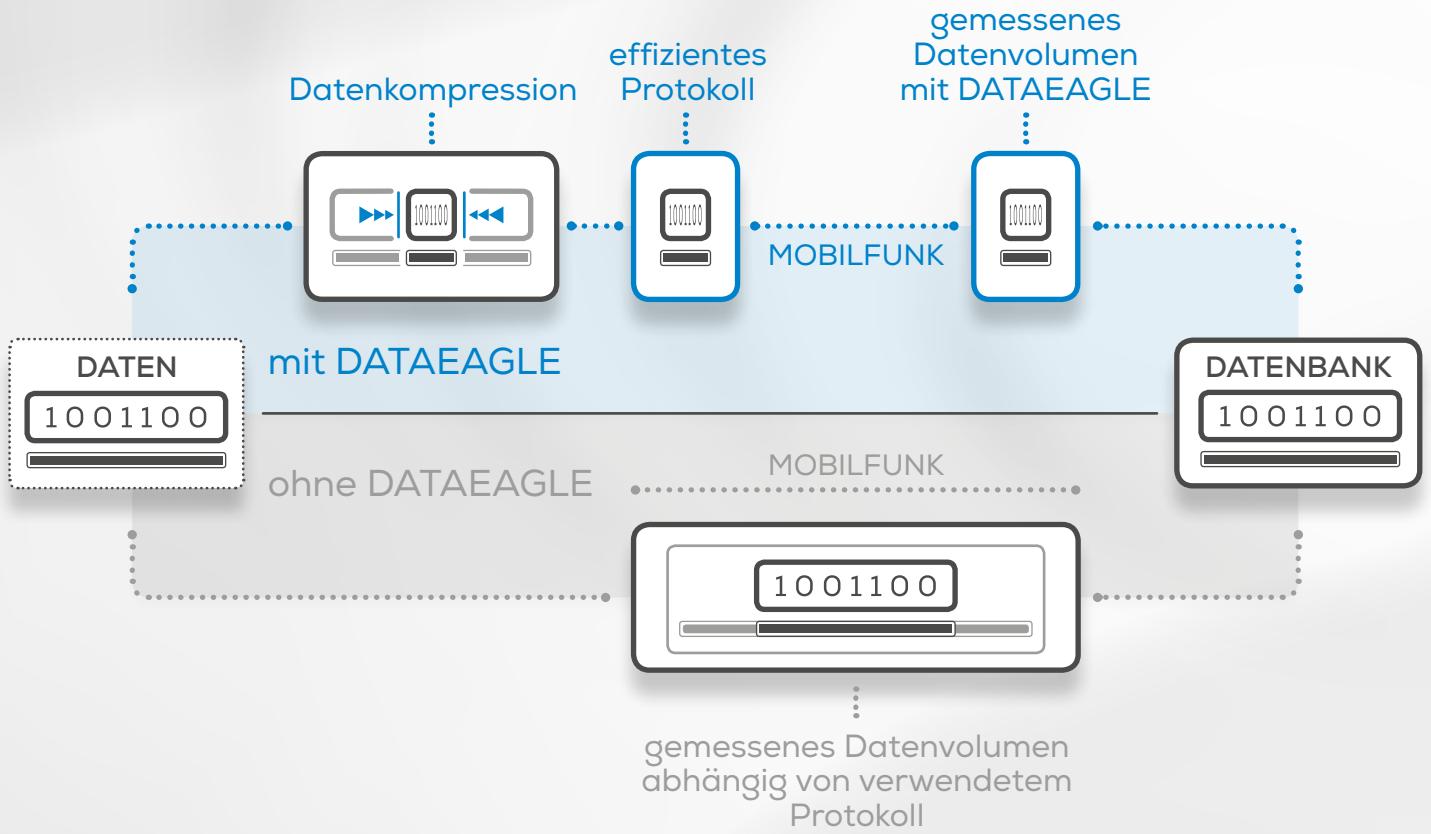 gemessenes
Datenvolumen
mit DATAEAGLE
effizientes
Protokoll
Datenkompression
1001100
1001100
1001100
MOBILFUNK
DATEN
1001100
mit DATAEAGLE
DATENBANK
1001100
ohne DATAEAGLE
MOBILFUNK
1001100
gemessenes Datenvolumen
abhängig von verwendetem
Protokoll